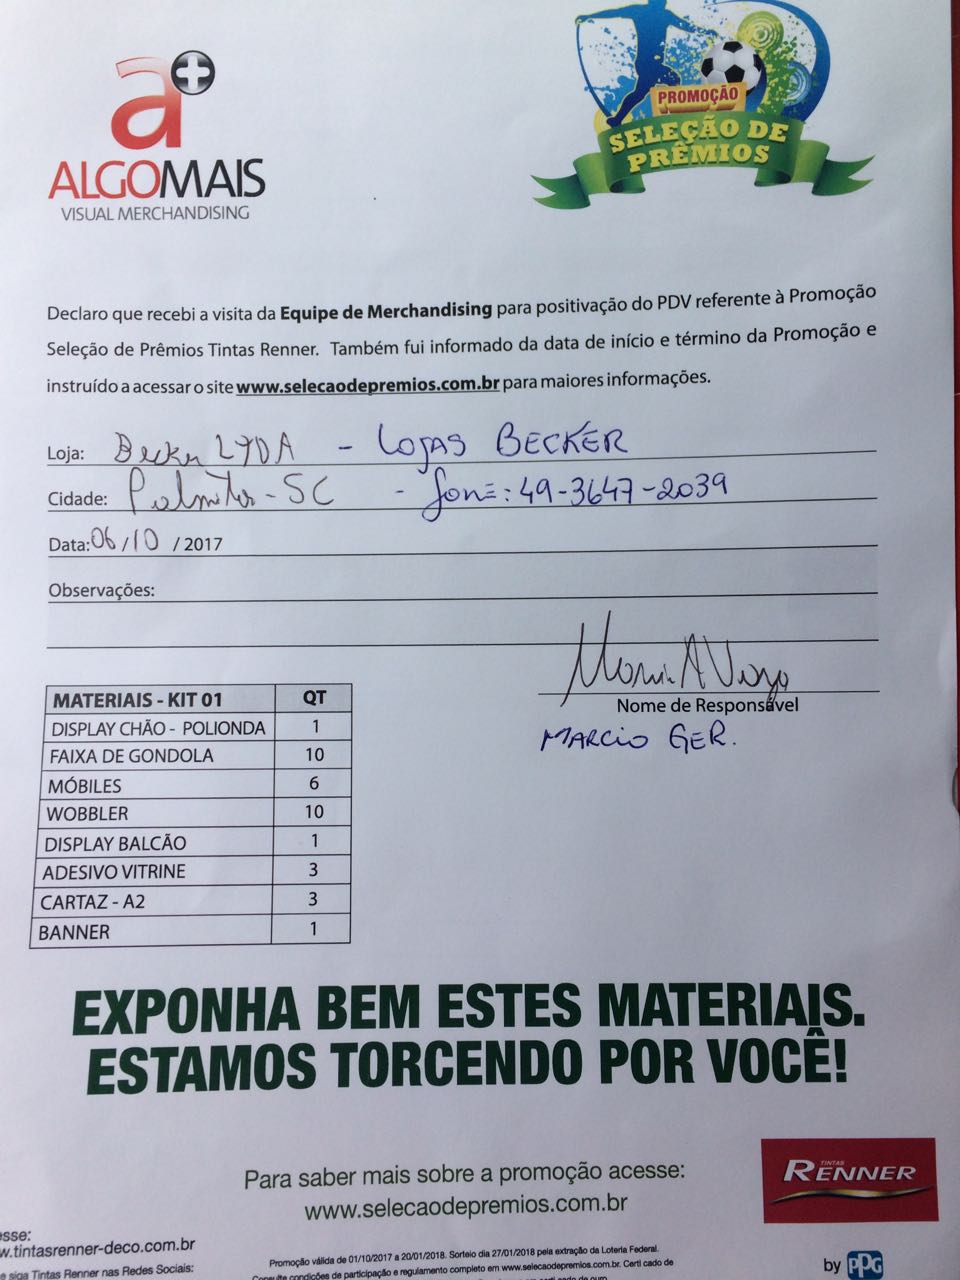 a+
ALGOMAIS
VISUAL MERCHANDISING
PROMOÇÃO
SELEÇÃO DE
PRÊMIOS
Declaro que recebi a visita da Equipe de Merchandising para positivação do PDV referente à Promoção
Seleção de Prêmios Tintas Renner. Também fui informado da data de início e término da Promoção e
instruído a acessar o site www.selecaodepremios.com.br para maiores informações.
Loja: Becker LTDA - LOJAS BECKER
Cidade: Palmitos-SC - fone: 49-3647-2039
Data: 06/10 / 2017
Observações:
Nome de Responsável
MARCIO GER.
MATERIAIS - KIT 01 QT
DISPLAY CHÃO - POLIONDA 1
FAIXA DE GONDOLA 10
MÓBILES 6
WOBBLER 10
DISPLAY BALCÃO 1
ADESIVO VITRINE 3
CARTAZ - A2 3
BANNER 1
EXPONHA BEM ESTES MATERIAIS.
ESTAMOS TORCENDO POR VOCÊ!
Para saber mais sobre a promoção acesse:
www.selecaodepremios.com.br
TINTAS
RENNER
esse:
w.tintasrenner-deco.com.br
e siga Tintas Renner nas Redes Sociais:
Promoção válida de 01/10/2017 a 20/01/2018. Sorteio dia 27/01/2018 pela extração da Loteria Federal.
Consulte condições de participação e regulamento completo em www.selecaodepremios.com.br. Certi cado de
by PPG